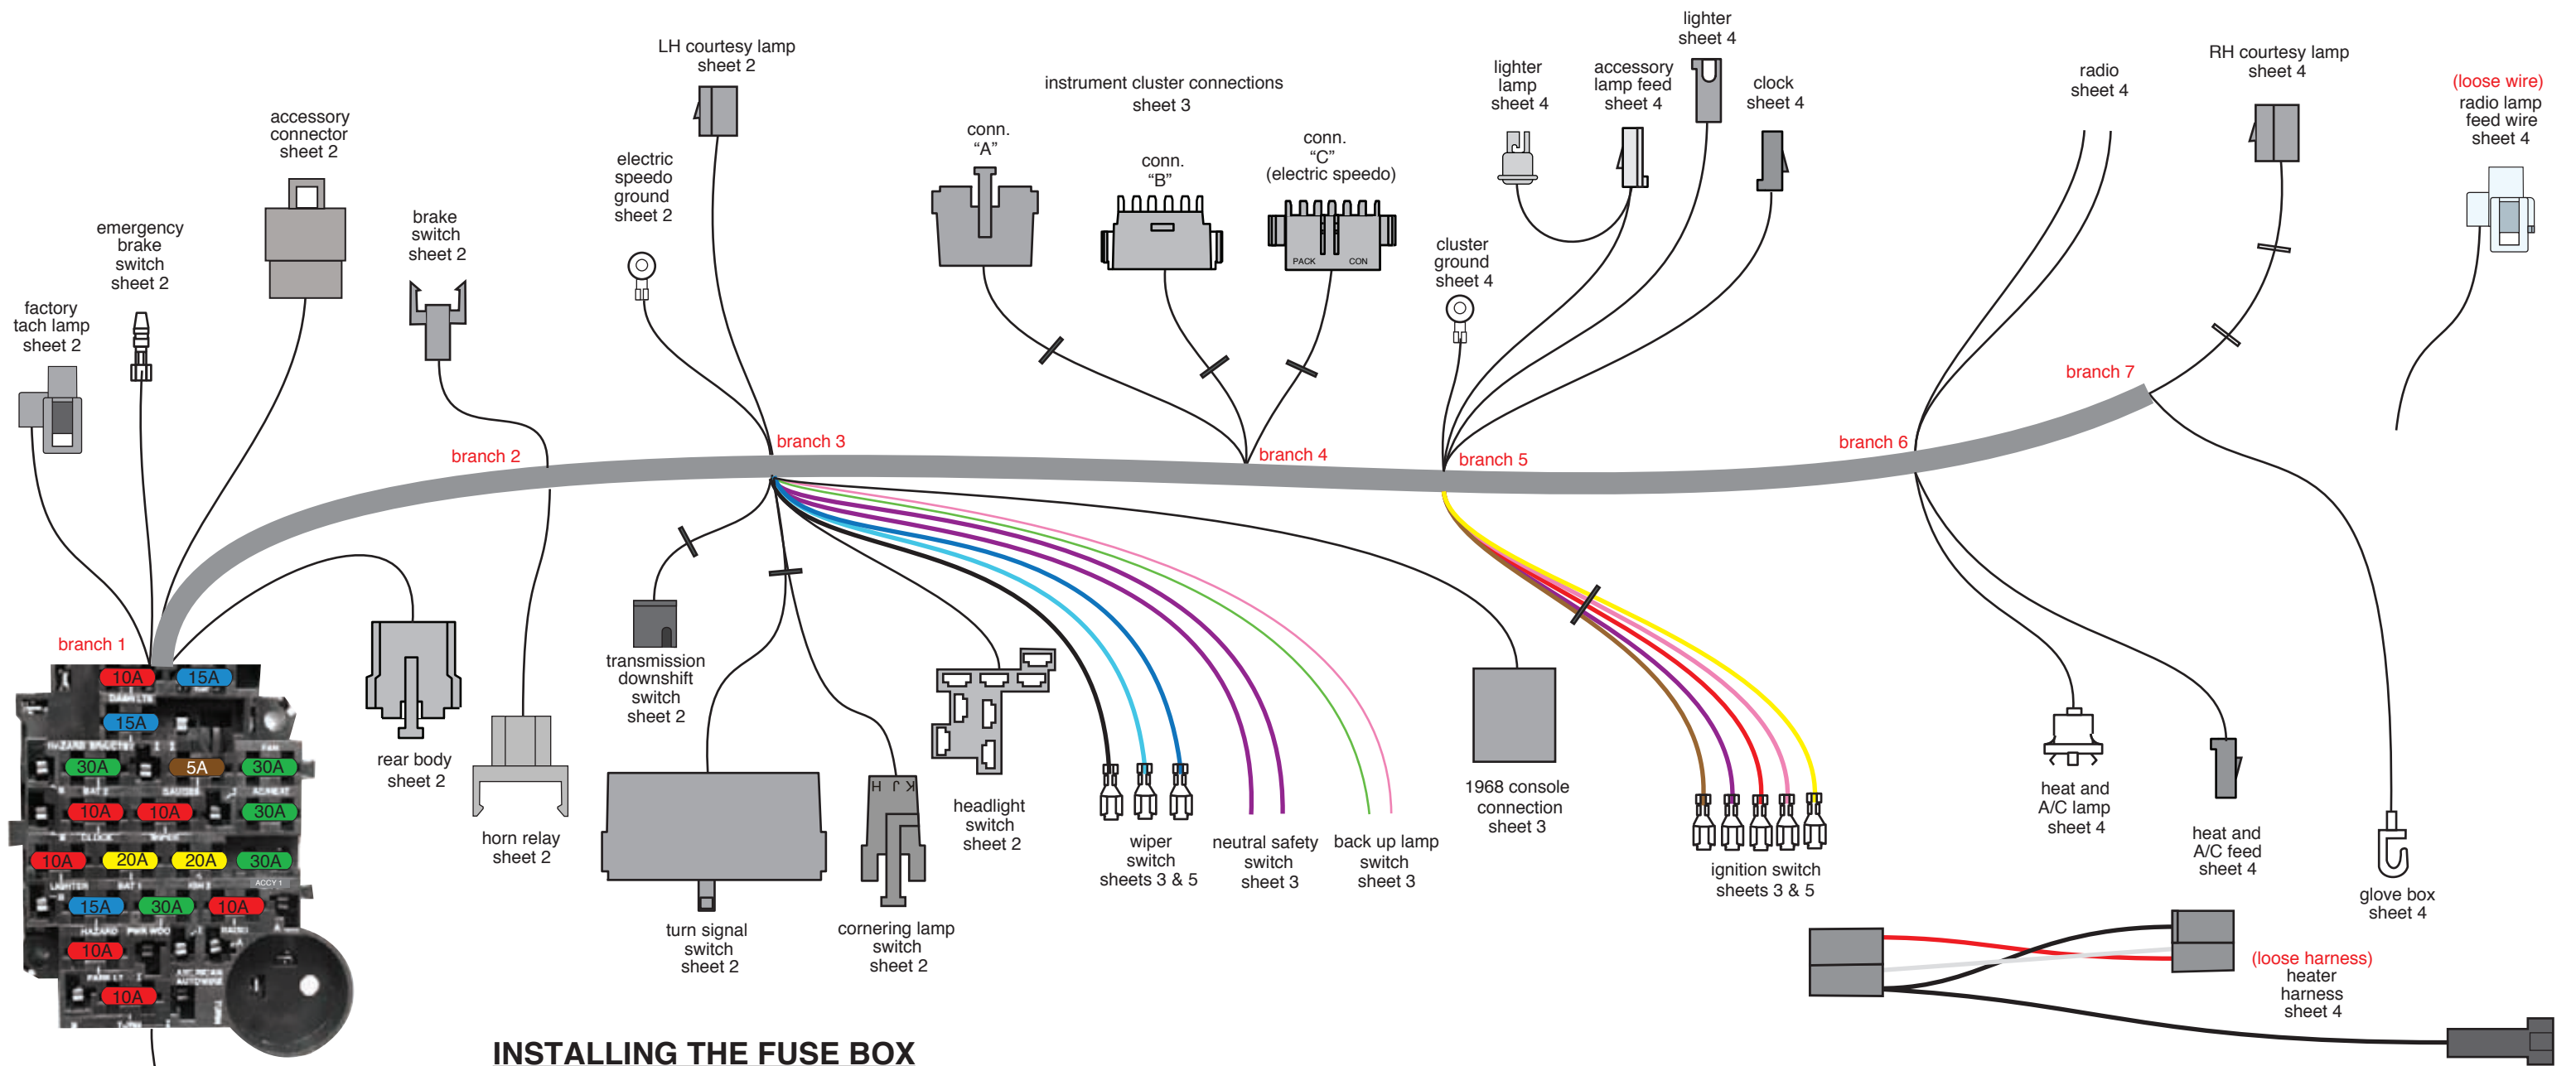 lighter
sheet 4
LH courtesy lamp
sheet 2
instrument cluster connections
sheet 3
lighter
lamp
sheet 4
accessory
lamp feed
sheet 4
clock
sheet 4
radio
sheet 4
RH courtesy lamp
sheet 4
(loose wire)
radio lamp
feed wire
sheet 4
accessory
connector
sheet 2
electric
speedo
ground
sheet 2
conn.
“A”
conn.
“B”
conn.
“C”
(electric speedo)
PACK CON
cluster
ground
sheet 4
emergency
brake
switch
sheet 2
brake
switch
sheet 2
factory
tach lamp
sheet 2
branch 1
branch 2
branch 3
branch 4
branch 5
branch 6
branch 7
10A 15A
15A
30A 5A 30A
FAN
10A 10A 30A
10A 20A 20A 30A
LIGHTER BAT 1 ACCY 1
15A 30A 10A
HAZARD
10A
10A
rear body
sheet 2
horn relay
sheet 2
transmission
downshift
switch
sheet 2
turn signal
switch
sheet 2
H J K
cornering lamp
switch
sheet 2
headlight
switch
sheet 2
wiper
switch
sheets 3 & 5
neutral safety
switch
sheet 3
back up lamp
switch
sheet 3
1968 console
connection
sheet 3
ignition switch
sheets 3 & 5
heat and
A/C lamp
sheet 4
heat and
A/C feed
sheet 4
glove box
sheet 4
(loose harness)
heater
harness
sheet 4
INSTALLING THE FUSE BOX